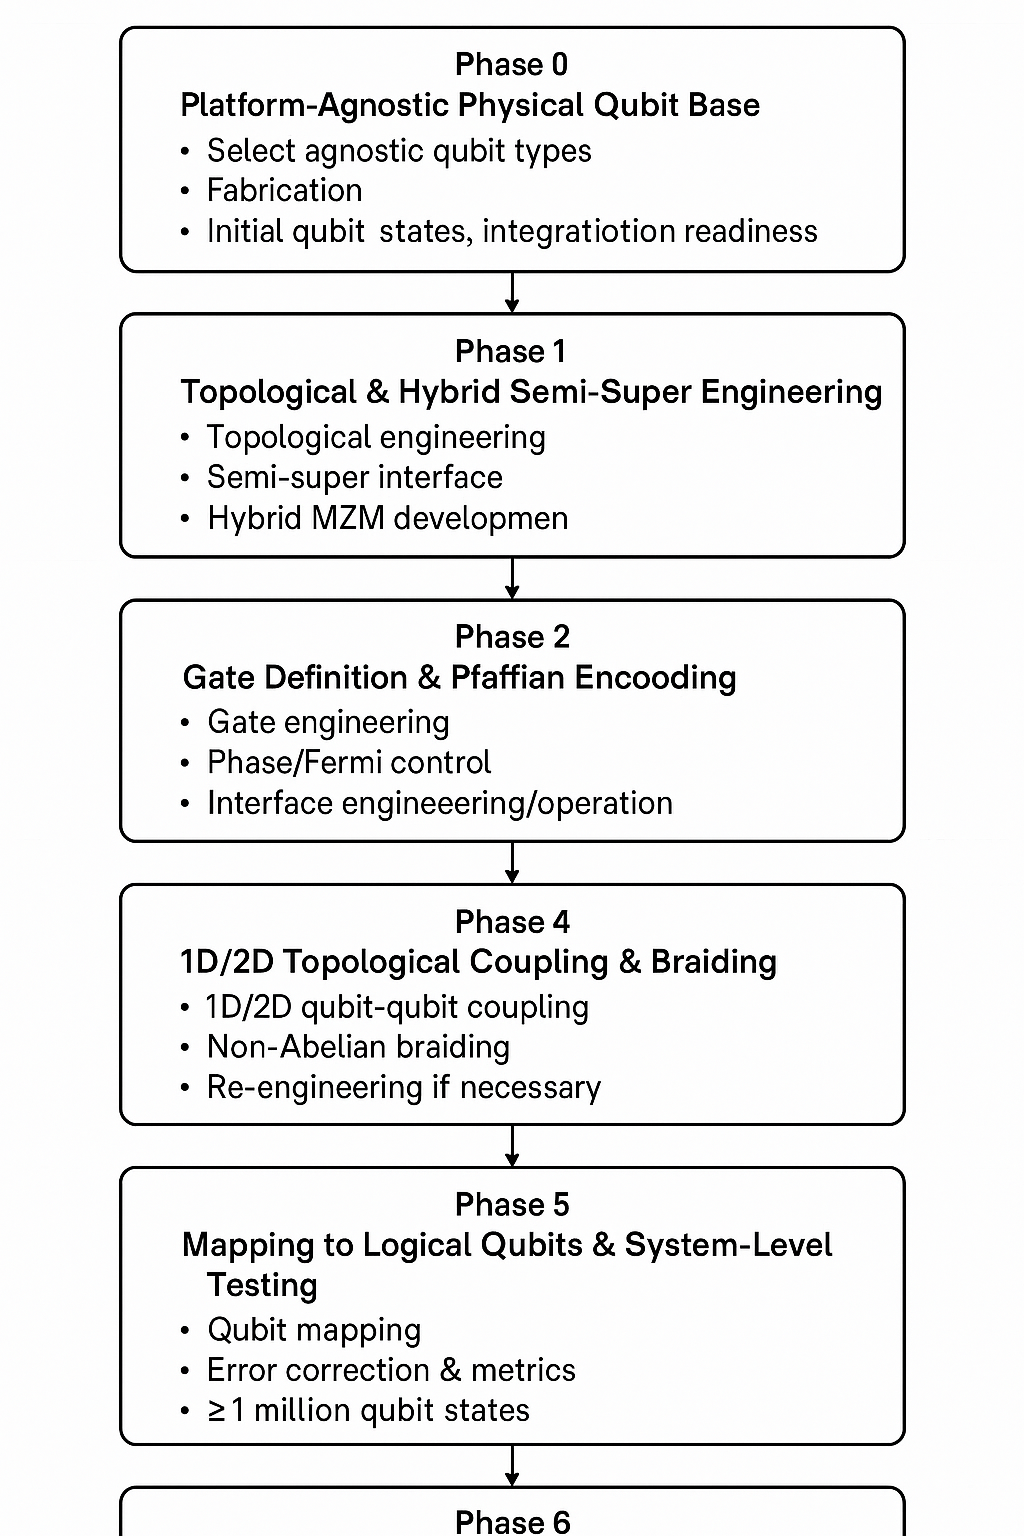 Phase 0
Platform-Agnostic Physical Qubit Base
• Select agnostic qubit types
• Fabrication
• Initial qubit states, integratiotion readiness
Phase 1
Topological & Hybrid Semi-Super Engineering
• Topological engineering
• Semi-super interface
• Hybrid MZM developmen
Phase 2
Gate Definition & Pfaffian Encooding
• Gate engineering
• Phase/Fermi control
• Interface engineeering/operation
Phase 4
1D/2D Topological Coupling & Braiding
• 1D/2D qubit-qubit coupling
• Non-Abelian braiding
• Re-engineering if necessary
Phase 5
Mapping to Logical Qubits & System-Level
Testing
• Qubit mapping
• Error correction & metrics
• ≥ 1 million qubit states
Phase 6